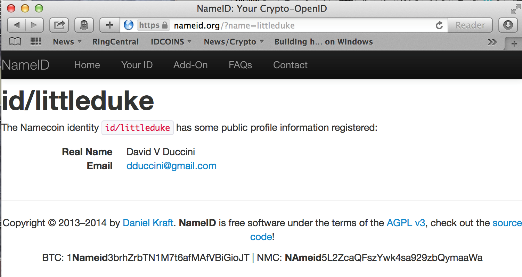 NameID: Your Crypto-OpenID
https nameid.org/?name=littleduke Reader
News RingCentral IDCOINS News/Crypto Building h... on Windows
NameID Home Your ID Add-On FAQs Contact
id/littleduke
The Namecoin identity id/littleduke has some public profile information registered:
Real Name David V Duccini
Email dduccini@gmail.com
Copyright © 2013–2014 by Daniel Kraft. NameID is free software under the terms of the AGPL v3, check out the source
code!
BTC: 1Nameid3brhZrbTN1M7t6afMAfVBiGioJT | NMC: NAmeid5L2ZcaQFszYwk4sa929zbQymaaWa